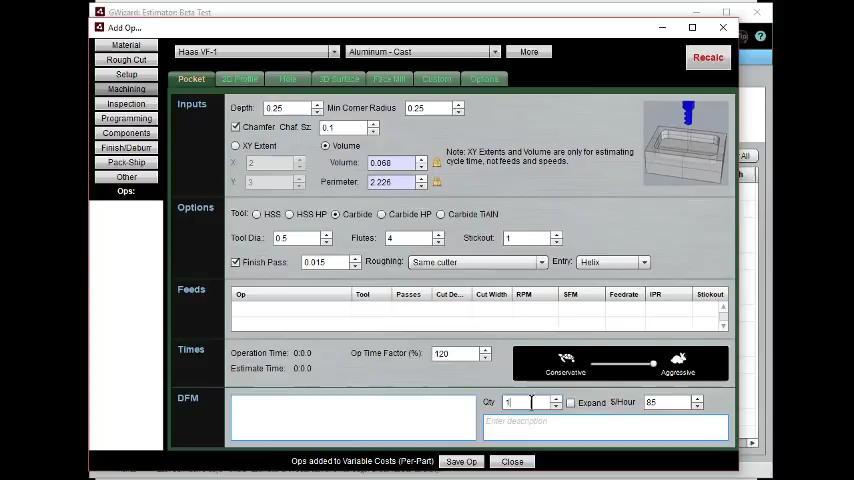 GWizard: Estimator: Beta Test
Add Op...
Material
Rough Cut
Setup
Machining
Inspection
Programming
Components
Finish/Deburr
Pack-Ship
Other
Ops:
Haas VF-1
Aluminum - Cast
More
Recalc
Pocket
2D Profile
Hole
3D Surface
Face Mill
Custom
Options
Inputs
Depth: 0.25 Min Corner Radius 0.25
Chamfer Chaf. Sz: 0.1
XY Extent Volume
X: 2 Volume: 0.068
Y: 3 Perimeter: 2.226
Note: XY Extents and Volume are only for estimating
cycle time, not feeds and speeds.
Options
Tool: HSS HSS HP Carbide Carbide HP Carbide TiAlN
Tool Dia.: 0.5 Flutes: 4 Stickout: 1
Finish Pass: 0.015 Roughing: Same cutter Entry: Helix
Feeds
Op Tool Passes Cut De... Cut Width RPM SFM Feedrate IPR Stickout
Times
Operation Time: 0:0.0 Op Time Factor (%): 120
Estimate Time: 0:0.0
Conservative Aggressive
DFM
Qty 1 Expand $/Hour 85
Enter description
Ops added to Variable Costs (Per-Part) Save Op Close